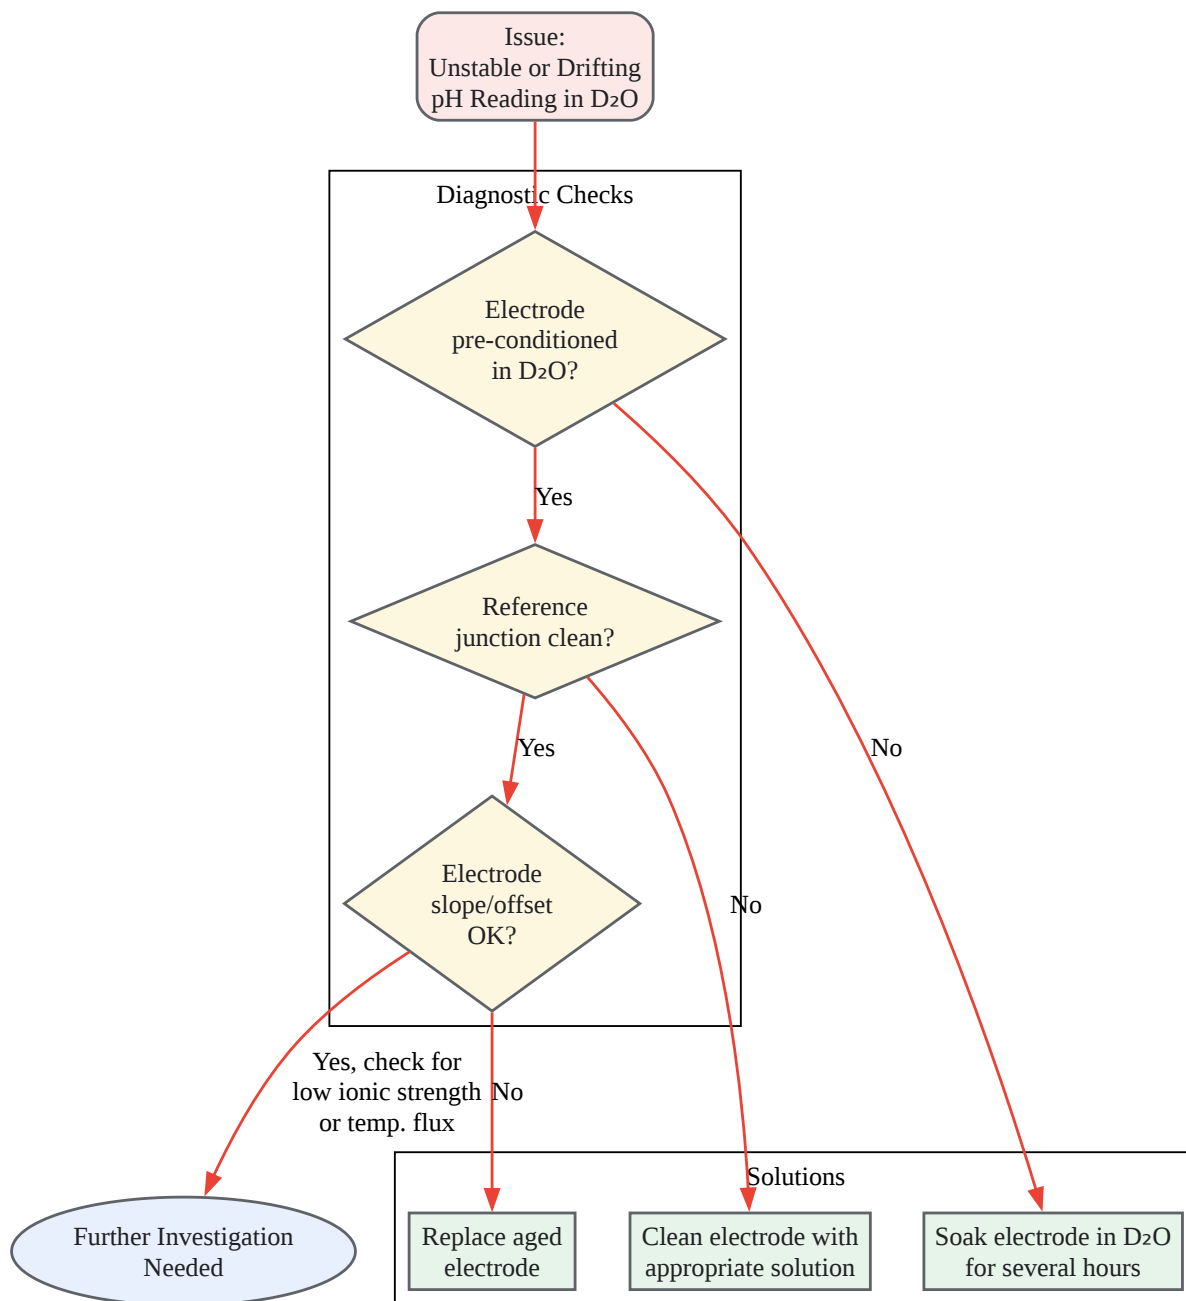 Issue:
Unstable or Drifting
pH Reading in D₂O
Diagnostic Checks
Electrode
pre-conditioned
in D₂O?
Yes
Reference
junction clean?
Yes
No
Electrode
slope/offset
OK?
No
Yes, check for
low ionic strength
or temp. flux
No
Solutions
Further Investigation
Needed
Replace aged
electrode
Clean electrode with
appropriate solution
Soak electrode in D₂O
for several hours